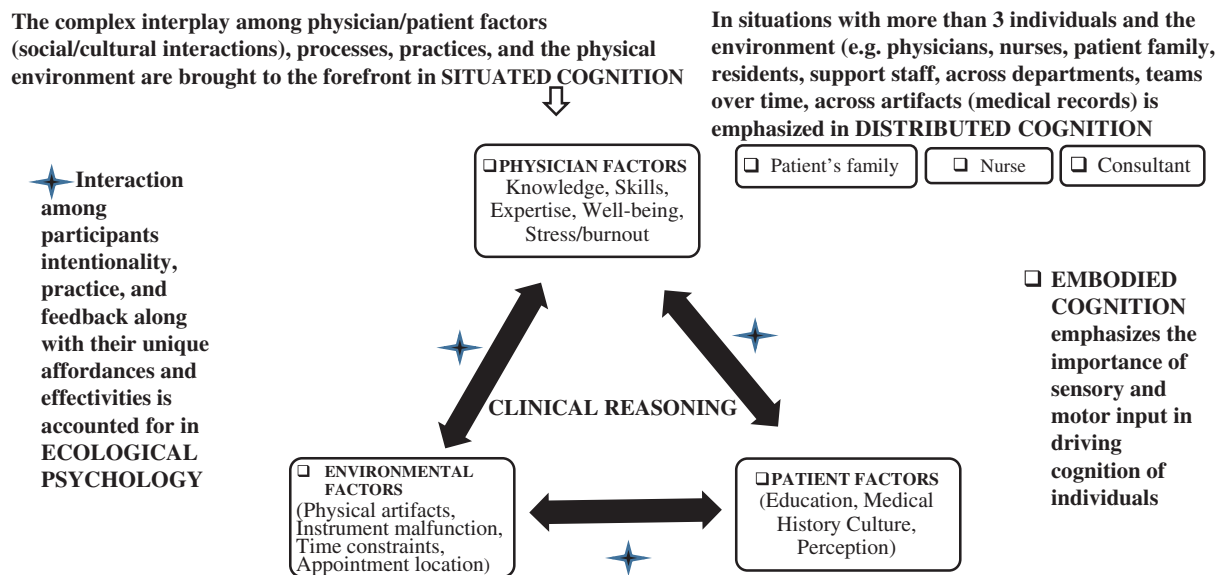 The complex interplay among physician/patient factors
(social/cultural interactions), processes, practices, and the physical
environment are brought to the forefront in SITUATED COGNITION
In situations with more than 3 individuals and the
environment (e.g. physicians, nurses, patient family,
residents, support staff, across departments, teams
over time, across artifacts (medical records) is
emphasized in DISTRIBUTED COGNITION
❑ Patient's family
❑ Nurse
❑ Consultant
❑PHYSICIAN FACTORS
Knowledge, Skills,
Expertise, Well-being,
Stress/burnout
Interaction
among
participants
intentionality,
practice, and
feedback along
with their unique
affordances and
effectivities is
accounted for in
ECOLOGICAL
PSYCHOLOGY
❑ EMBODIED
COGNITION
emphasizes the
importance of
sensory and
motor input in
driving
cognition of
individuals
CLINICAL REASONING
❑ ENVIRONMENTAL
FACTORS
(Physical artifacts,
Instrument malfunction,
Time constraints,
Appointment location)
❑PATIENT FACTORS
(Education, Medical
History Culture,
Perception)